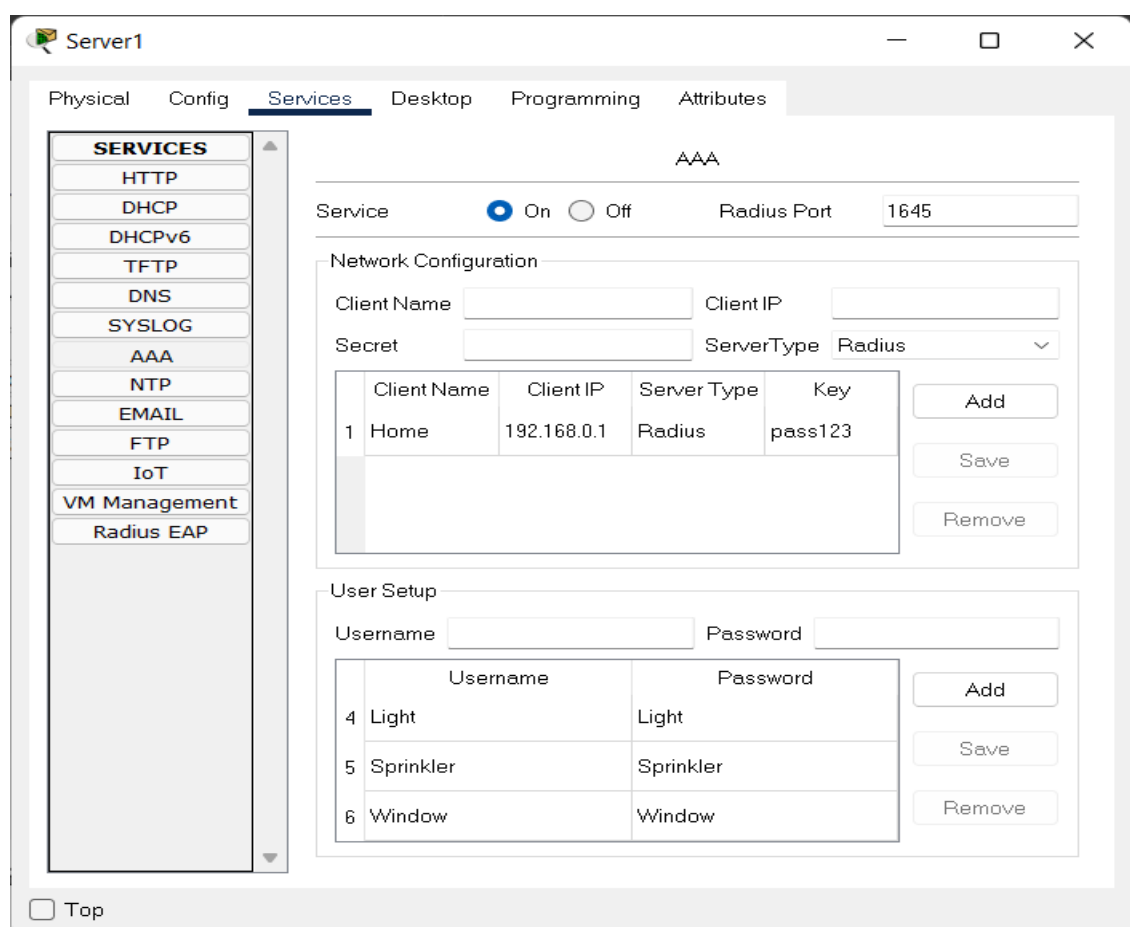 Server1
Physical Config Services Desktop Programming Attributes
SERVICES
HTTP
DHCP
DHCPv6
TFTP
DNS
SYSLOG
AAA
NTP
EMAIL
FTP
IoT
VM Management
Radius EAP
AAA
Service On Off Radius Port 1645
Network Configuration
Client Name Client IP
Secret ServerType Radius
Client Name Client IP Server Type Key
1 Home 192.168.0.1 Radius pass123
Add
Save
Remove
User Setup
Username Password
Username Password
4 Light Light
5 Sprinkler Sprinkler
6 Window Window
Add
Save
Remove
Top